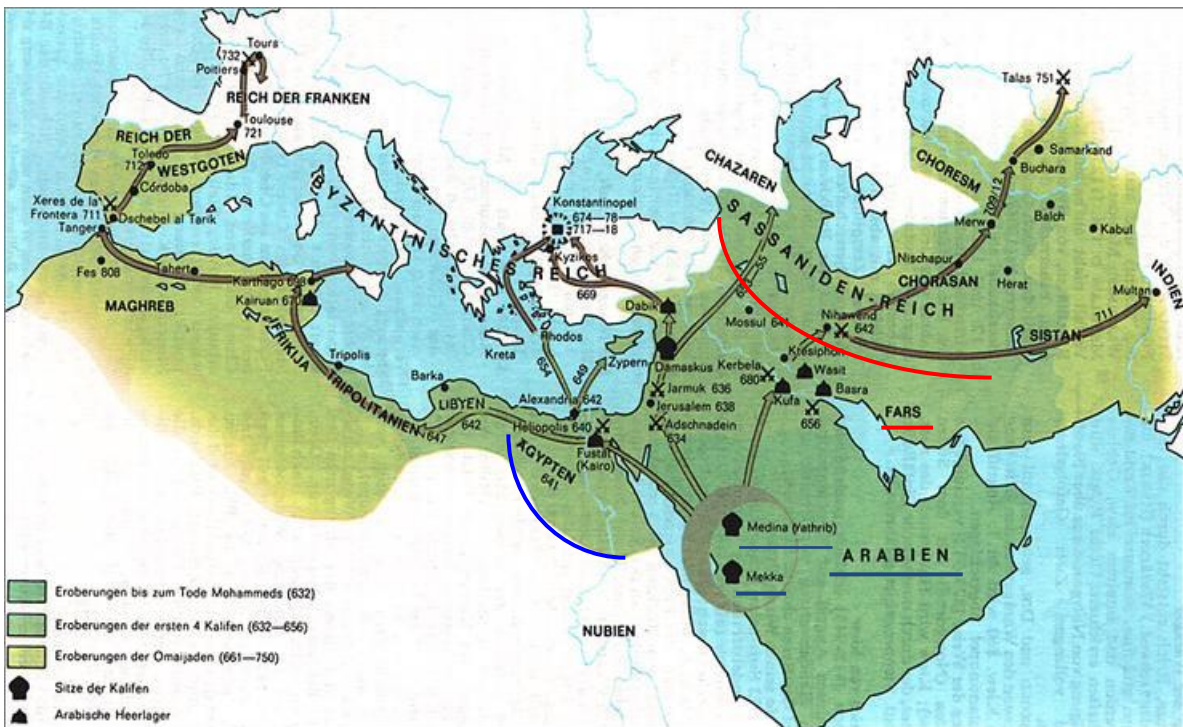 Tours
732
Poitiers
REICH DER FRANKEN
Toulouse
721
REICH DER
WESTGOTEN
Toledo
712
Córdoba
Xeres de la
Frontera 711
Dschebel al Tarik
Tanger
Fes 808
Tahert
Karthago 698
Kairuan
MAGHREB
IFRIKIJA
Tripolis
TRIPOLITANIEN
647
BYZANTINISCHES REICH
Konstantinopel
674—78
717—18
Kyzikos
669
Rhodos
654
Kreta
649
Zypern
Barka
LIBYEN
642
Alexandria
642
Heliopolis 640
ÄGYPTEN
641
Fustat
(Kairo)
Dabik
Damaskus
Jarmuk 636
Jerusalem 638
Adschnadein
634
CHAZAREN
SASSANIDEN-REICH
Mossul 641
Nihawend
642
Ktesiphon
Kerbela
680
Wasit
Kufa
Basra
656
FARS
Talas 751
CHORESM
Buchara
Samarkand
709/12
Balch
Merw
Kabul
Nischapur
CHORASAN
Herat
INDIEN
Multan
711
SISTAN
Medina (Yathrib)
ARABIEN
Mekka
NUBIEN
Eroberungen bis zum Tode Mohammeds (632)
Eroberungen der ersten 4 Kalifen (632—656)
Eroberungen der Omaijaden (661—750)
Sitze der Kalifen
Arabische Heerlager